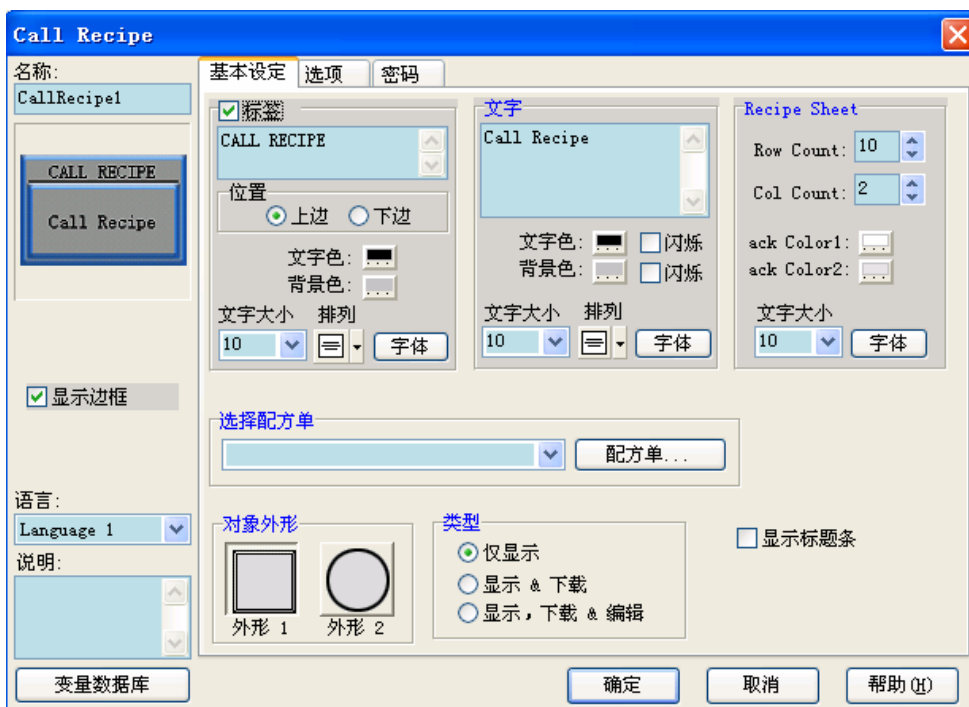 Call Recipe
名称:
CallRecipe1
CALL RECIPE
Call Recipe
显示边框
语言:
Language 1
说明:
变量数据库
基本设定 选项 密码
标签
CALL RECIPE
位置
上边 下边
文字色: ...
背景色: ...
文字大小 排列
10 字体
文字
Call Recipe
文字色: ... 闪烁
背景色: ... 闪烁
文字大小 排列
10 字体
Recipe Sheet
Row Count: 10
Col Count: 2
ack Color1: ...
ack Color2: ...
文字大小
10 字体
选择配方单
配方单...
对象外形
外形 1 外形 2
类型
仅显示
显示 & 下载
显示,下载 & 编辑
显示标题条
确定 取消 帮助(H)